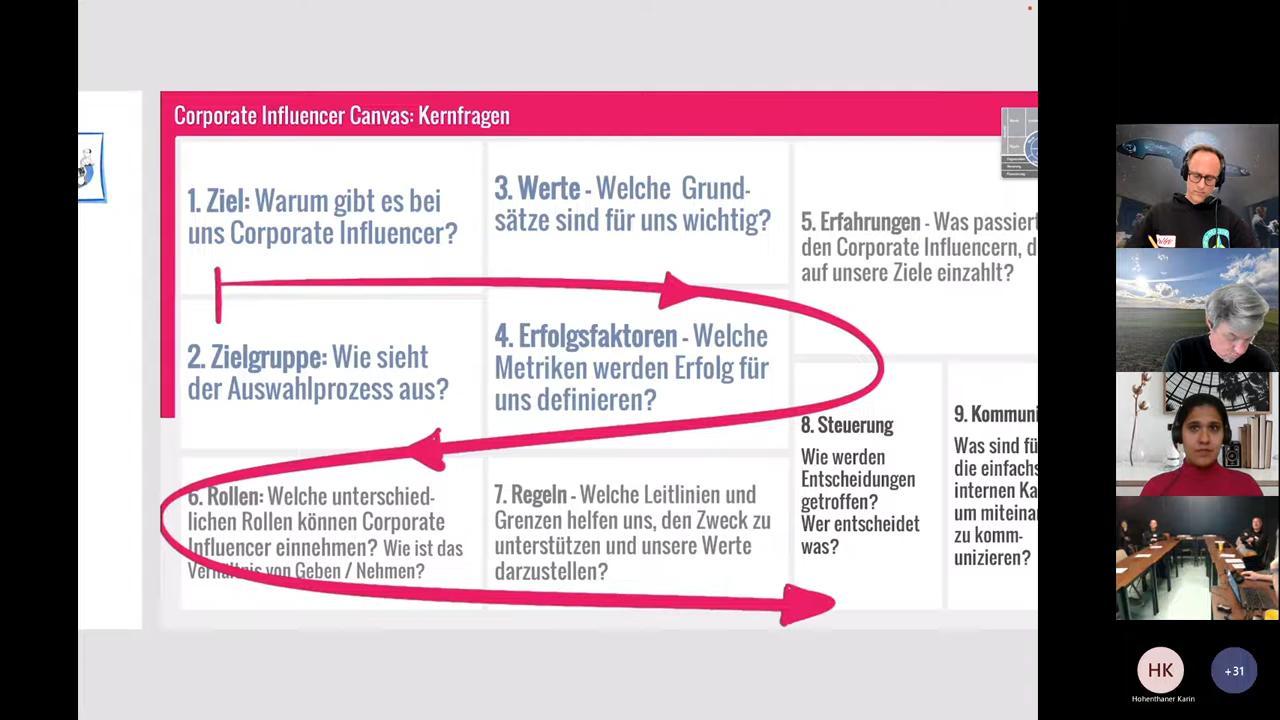 Corporate Influencer Canvas: Kernfragen
1. Ziel: Warum gibt es bei
uns Corporate Influencer?
2. Zielgruppe: Wie sieht
der Auswahlprozess aus?
3. Werte - Welche Grund-
sätze sind für uns wichtig?
4. Erfolgsfaktoren - Welche
Metriken werden Erfolg für
uns definieren?
5. Erfahrungen - Was passiert
den Corporate Influencern, d
auf unsere Ziele einzahlt?
6. Rollen: Welche unterschied-
lichen Rollen können Corporate
Influencer einnehmen? Wie ist das
Verhältnis von Geben / Nehmen?
7. Regeln - Welche Leitlinien und
Grenzen helfen uns, den Zweck zu
unterstützen und unsere Werte
darzustellen?
8. Steuerung
Wie werden
Entscheidungen
getroffen?
Wer entscheidet
was?
9. Kommuni
Was sind fü
die einfachs
internen Ka
um miteinan
zu komm-
unizieren?
HK
+31
Hohenthaner Karin